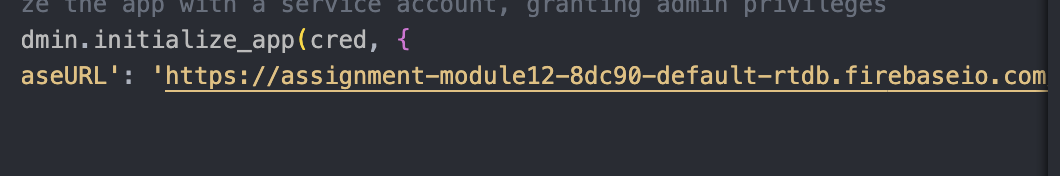 ze the app with a service account, granting admin privileges
dmin.initialize_app(cred, {
aseURL': 'https://assignment-module12-8dc90-default-rtdb.firebaseio.com